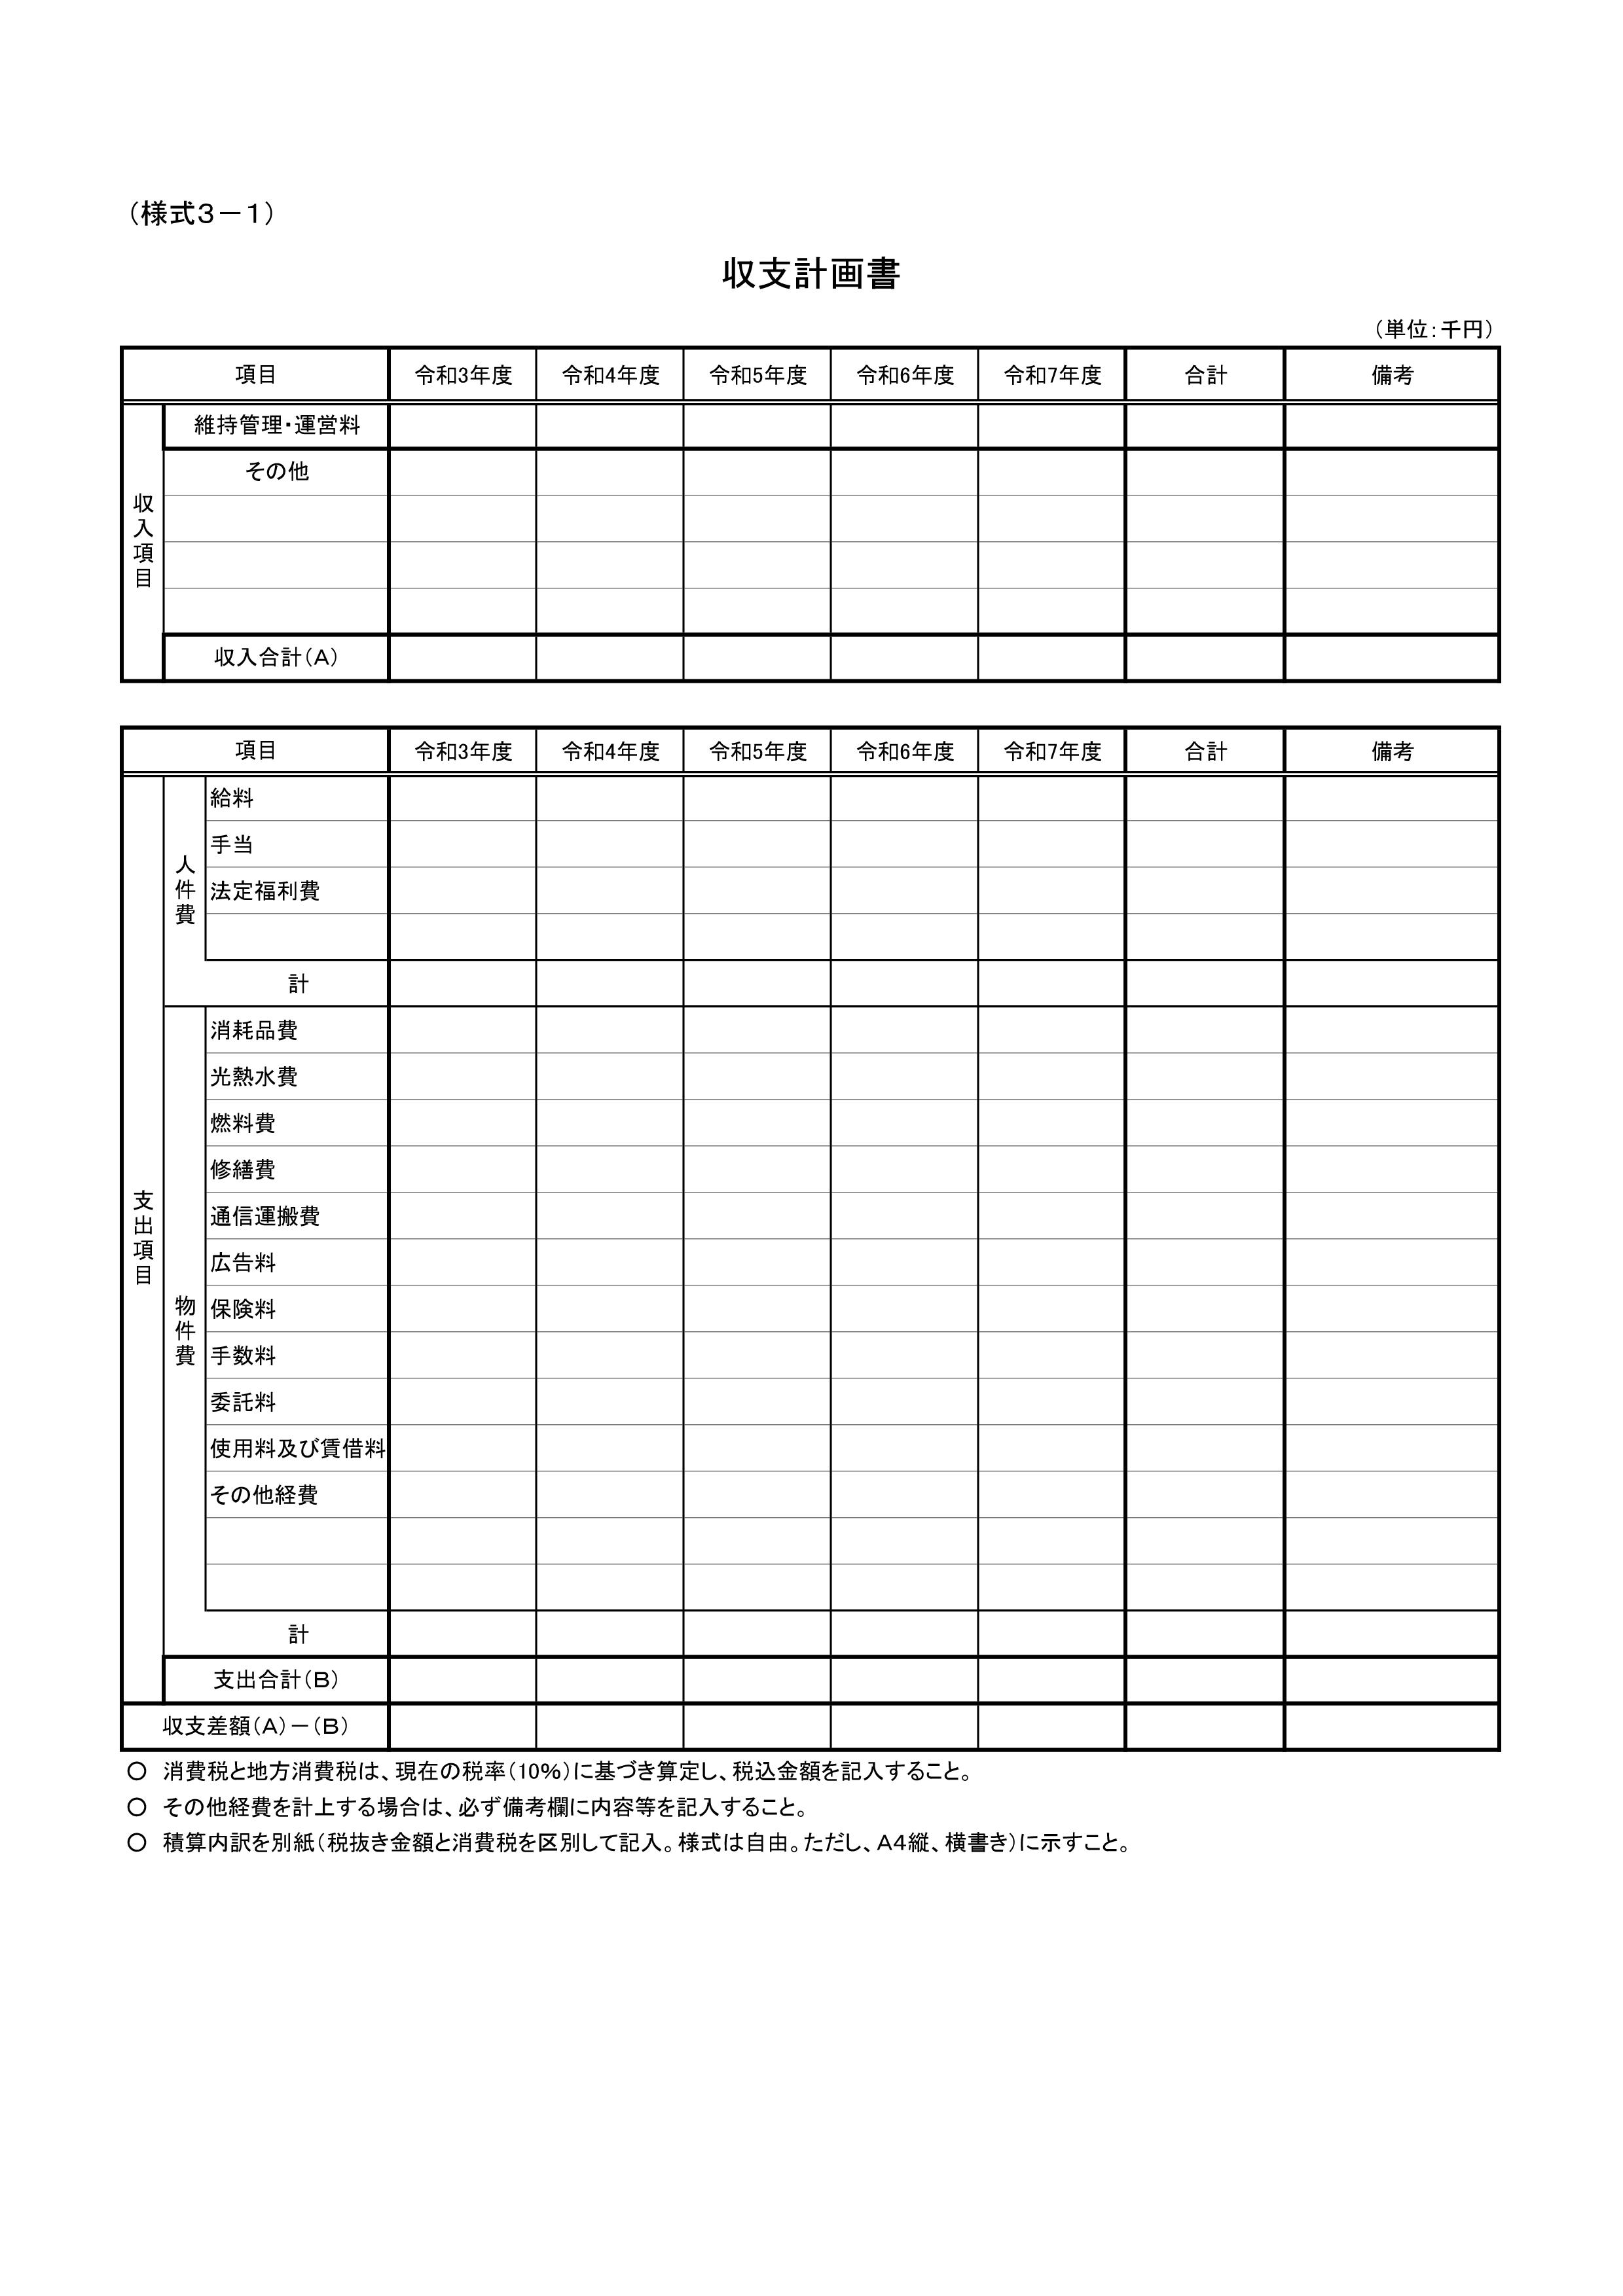 （様式３－１）
収支計画書
（単位：千円）
項目 令和3年度 令和4年度 令和5年度 令和6年度 令和7年度 合計 備考
収入項目
維持管理・運営料
その他
収入合計（A）
項目 令和3年度 令和4年度 令和5年度 令和6年度 令和7年度 合計 備考
支出項目
人件費
給料
手当
法定福利費
計
物件費
消耗品費
光熱水費
燃料費
修繕費
通信運搬費
広告料
保険料
手数料
委託料
使用料及び賃借料
その他経費
計
支出合計（B）
収支差額（A）－（B）
○ 消費税と地方消費税は、現在の税率（10%）に基づき算定し、税込金額を記入すること。
○ その他経費を計上する場合は、必ず備考欄に内容等を記入すること。
○ 積算内訳を別紙（税抜き金額と消費税を区別して記入。様式は自由。ただし、A4縦、横書き）に示すこと。